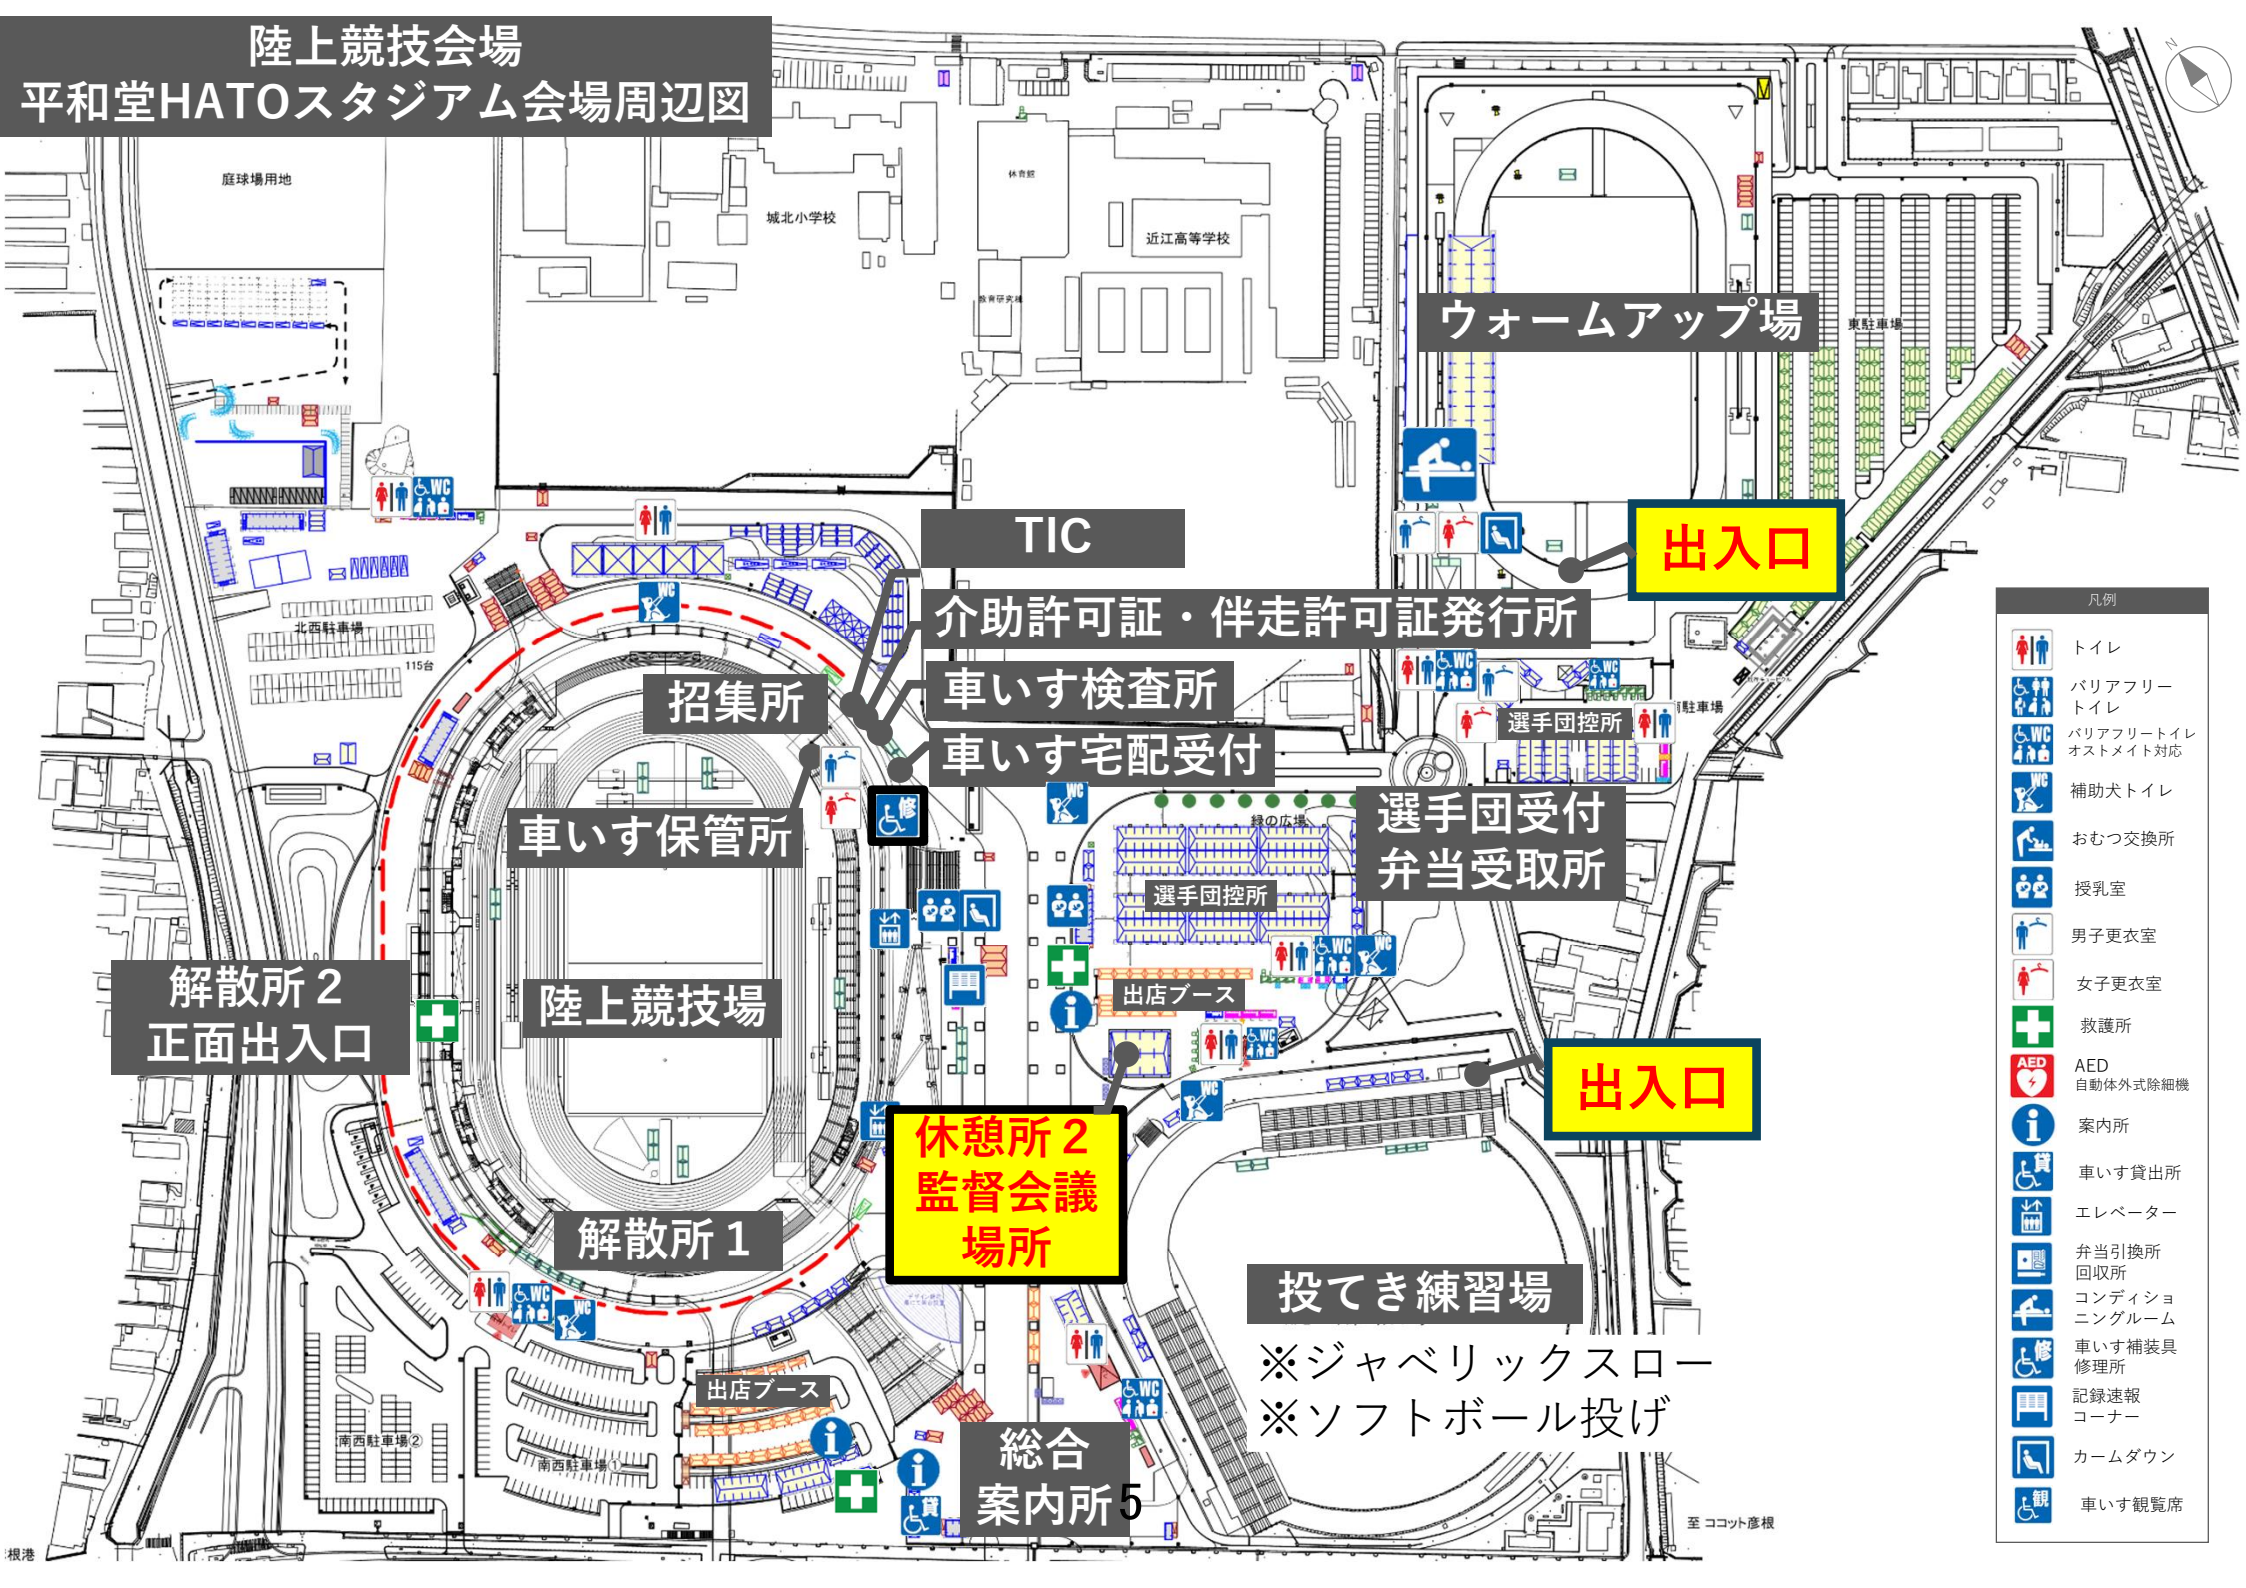 陸上競技会場
平和堂HATOスタジアム会場周辺図
N
庭球場用地
城北小学校
体育館
近江高等学校
教育研究棟
ウォームアップ場
東駐車場
出入口
TIC
介助許可証・伴走許可証発行所
北西駐車場
115台
招集所
車いす検査所
車いす宅配受付
選手団控所
南駐車場
車いす保管所
緑の広場
選手団受付
弁当受取所
選手団控所
解散所２
正面出入口
陸上競技場
出店ブース
出入口
休憩所２
監督会議
場所
解散所１
投てき練習場
※ジャベリックスロー
※ソフトボール投げ
出店ブース
南西駐車場②
南西駐車場①
総合
案内所
5
至 ココット彦根
根港
凡例
トイレ
バリアフリー
トイレ
バリアフリートイレ
オストメイト対応
補助犬トイレ
おむつ交換所
授乳室
男子更衣室
女子更衣室
救護所
AED
自動体外式除細機
案内所
車いす貸出所
エレベーター
弁当引換所
回収所
コンディショ
ニングルーム
車いす補装具
修理所
記録速報
コーナー
カームダウン
車いす観覧席